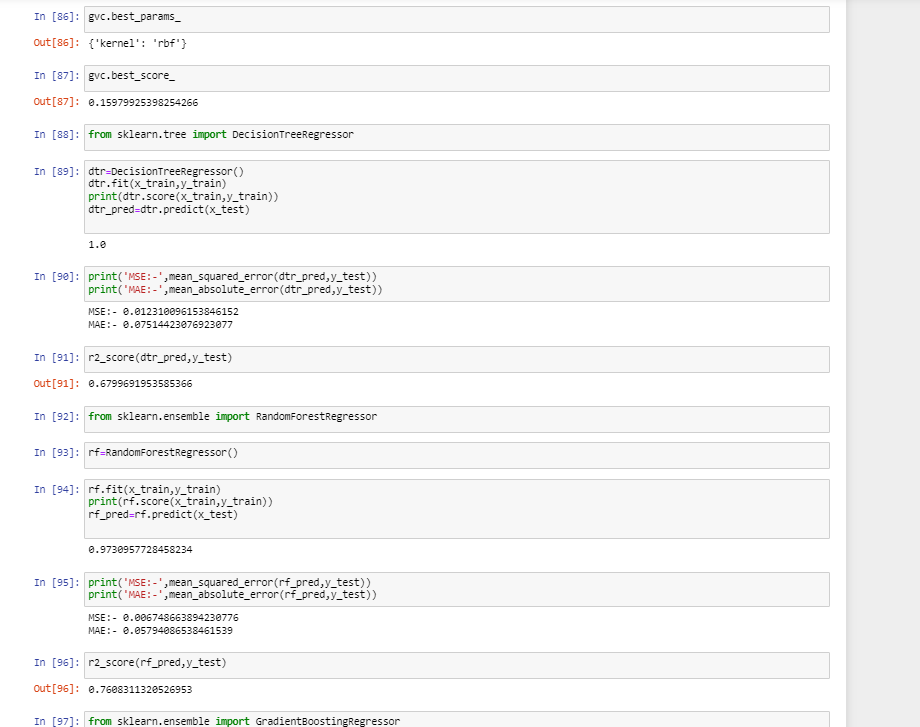 In [86]: gvc.best_params_
Out[86]: {'kernel': 'rbf'}
In [87]: gvc.best_score_
Out[87]: 0.15979925398254266
In [88]: from sklearn.tree import DecisionTreeRegressor
In [89]: dtr=DecisionTreeRegressor()
dtr.fit(x_train,y_train)
print(dtr.score(x_train,y_train))
dtr_pred=dtr.predict(x_test)
1.0
In [90]: print('MSE:-',mean_squared_error(dtr_pred,y_test))
print('MAE:-',mean_absolute_error(dtr_pred,y_test))
MSE:- 0.012310096153846152
MAE:- 0.07514423076923077
In [91]: r2_score(dtr_pred,y_test)
Out[91]: 0.6799691953585366
In [92]: from sklearn.ensemble import RandomForestRegressor
In [93]: rf=RandomForestRegressor()
In [94]: rf.fit(x_train,y_train)
print(rf.score(x_train,y_train))
rf_pred=rf.predict(x_test)
0.9730957728458234
In [95]: print('MSE:-',mean_squared_error(rf_pred,y_test))
print('MAE:-',mean_absolute_error(rf_pred,y_test))
MSE:- 0.006748663894230776
MAE:- 0.05794086538461539
In [96]: r2_score(rf_pred,y_test)
Out[96]: 0.7608311320526953
In [97]: from sklearn.ensemble import GradientBoostingRegressor